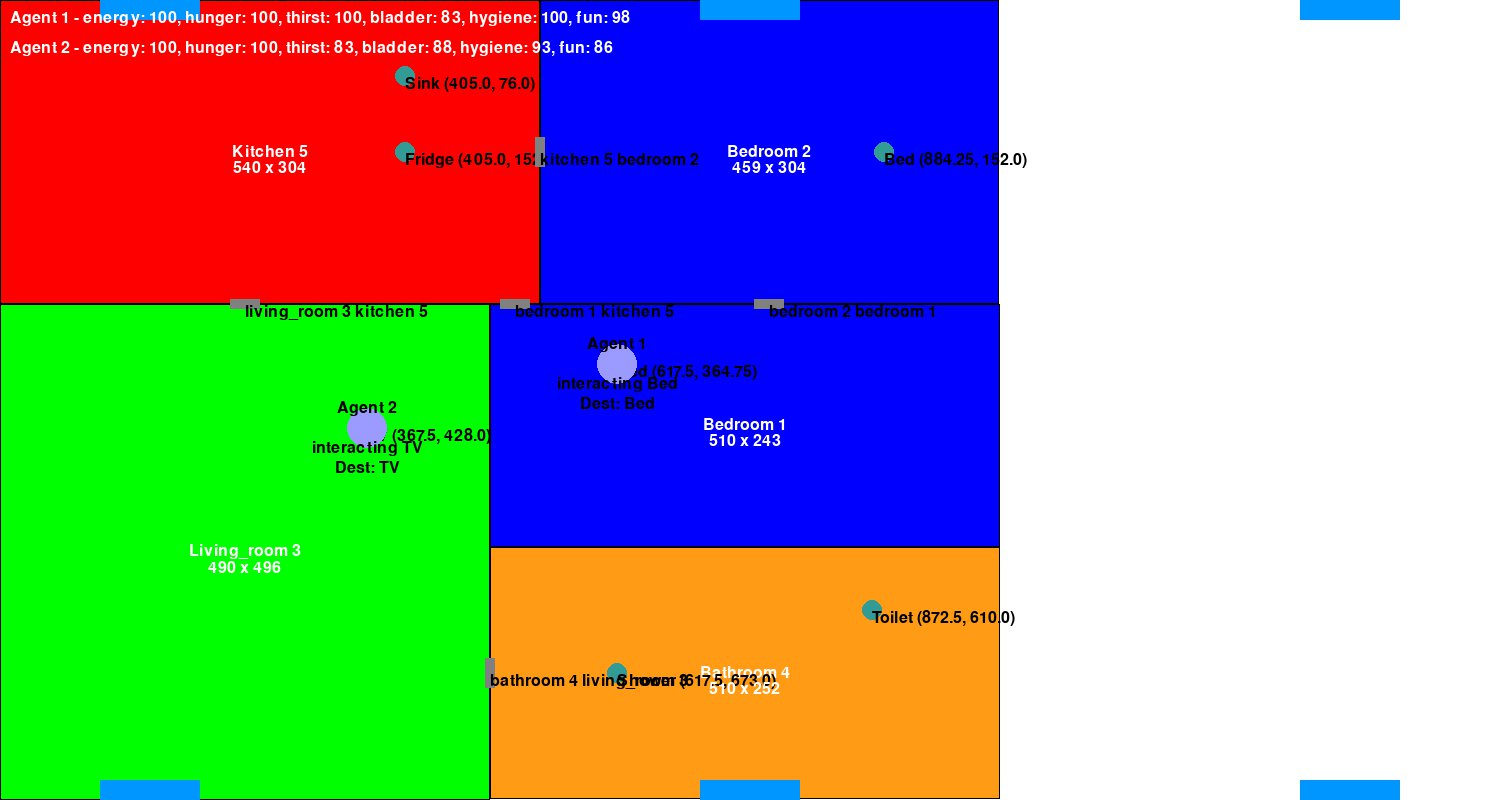 Agent 1 - energy: 100, hunger: 100, thirst: 100, bladder: 83, hygiene: 100, fun: 98
Agent 2 - energy: 100, hunger: 100, thirst: 83, bladder: 88, hygiene: 93, fun: 86
Sink (405.0, 76.0)
Kitchen 5
540 x 304
Fridge (405.0, 152
kitchen 5 bedroom 2
Bedroom 2
459 x 304
Bed (884.25, 152.0)
living_room 3 kitchen 5
bedroom 1 kitchen 5
bedroom 2 bedroom 1
Agent 1
(617.5, 364.75)
interacting Bed
Dest: Bed
Agent 2
(367.5, 428.0)
interacting TV
Dest: TV
Bedroom 1
510 x 243
Living_room 3
490 x 496
Toilet (872.5, 610.0)
bathroom 4 living_room 3
Shower (617.5, 673.0)
Bathroom 4
510 x 252